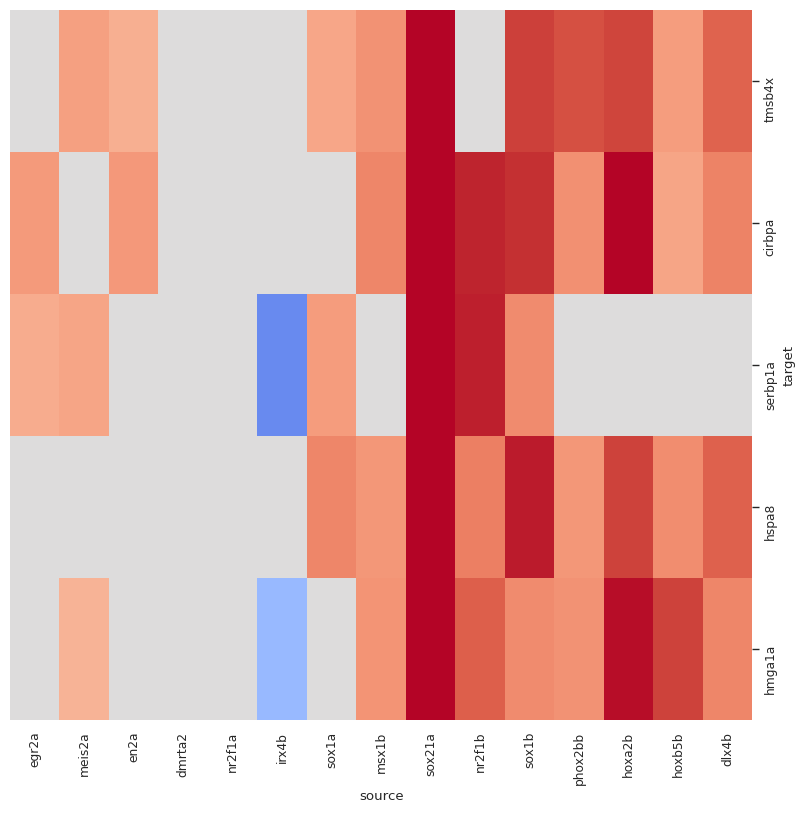 tmsb4x
cirbpa
serbp1a
hspa8
hmga1a
target
egr2a
meis2a
en2a
dmrta2
nr2f1a
irx4b
sox1a
msx1b
sox21a
nr2f1b
sox1b
phox2bb
hoxa2b
hoxb5b
dlx4b
source